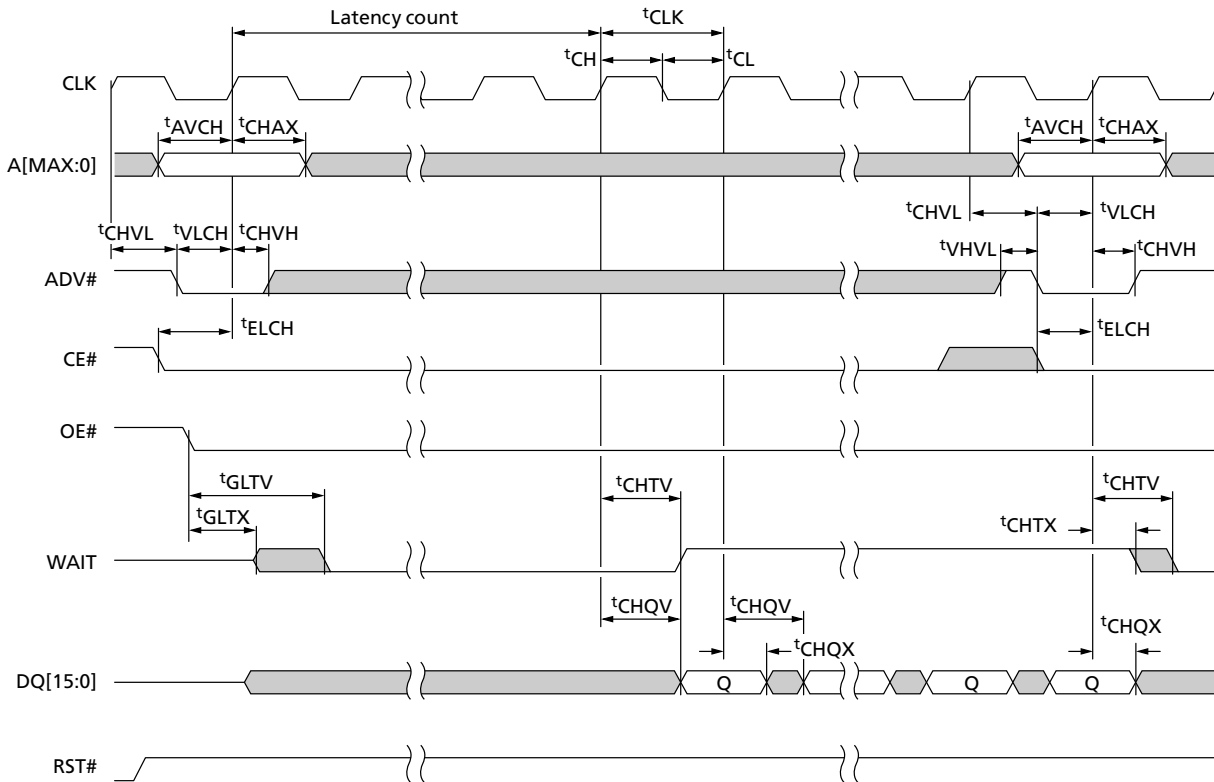 Latency count tCLK
tCH tCL
CLK
tAVCH tCHAX tAVCH tCHAX
A[MAX:0]
tCHVL tVLCH
tCHVL tVLCH tCHVH
tVHVL tCHVH
ADV#
tELCH tELCH
CE#
OE#
tGLTV tCHTV tCHTV
tGLTX tCHTX
WAIT
tCHQV tCHQV
tCHQX tCHQX
DQ[15:0] Q Q Q
RST#